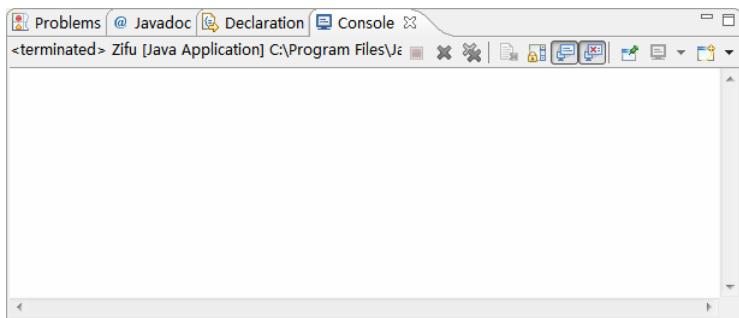 Problems @ Javadoc Declaration Console
<terminated> Zifu [Java Application] C:\Program Files\Ja